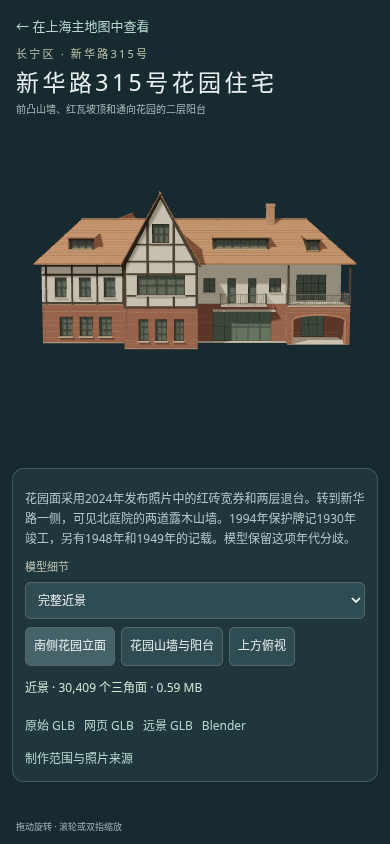 ← 在上海主地图中查看
长宁区 · 新华路315号
新华路315号花园住宅
前凸山墙、红瓦坡顶和通向花园的二层阳台
花园面采用2024年发布照片中的红砖宽券和两层退台。转到新华
路一侧，可见北庭院的两道露木山墙。1994年保护牌记1930年
竣工，另有1948年和1949年的记载。模型保留这项年代分歧。
模型细节
完整近景
南侧花园立面 花园山墙与阳台 上方俯视
近景 · 30,409 个三角面 · 0.59 MB
原始 GLB 网页 GLB 远景 GLB Blender
制作范围与照片来源
拖动旋转 · 滚轮或双指缩放